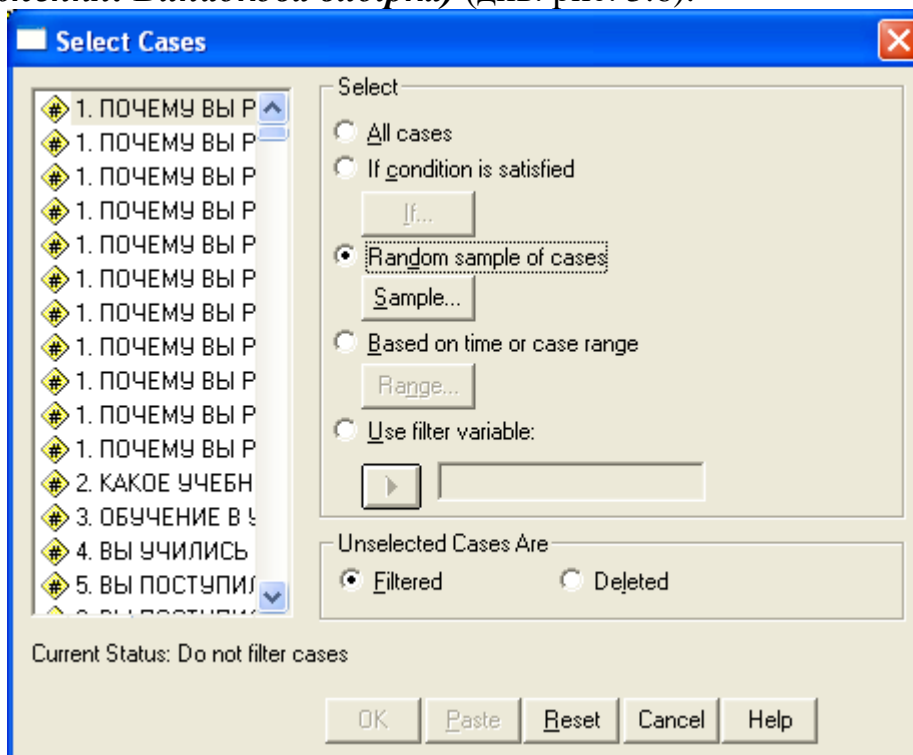 Select Cases
1. ПОЧЕМУ ВЫ Р
1. ПОЧЕМУ ВЫ Р
1. ПОЧЕМУ ВЫ Р
1. ПОЧЕМУ ВЫ Р
1. ПОЧЕМУ ВЫ Р
1. ПОЧЕМУ ВЫ Р
1. ПОЧЕМУ ВЫ Р
1. ПОЧЕМУ ВЫ Р
1. ПОЧЕМУ ВЫ Р
1. ПОЧЕМУ ВЫ Р
1. ПОЧЕМУ ВЫ Р
2. КАКОЕ УЧЕБН
3. ОБУЧЕНИЕ В У
4. ВЫ УЧИЛИСЬ
5. ВЫ ПОСТУПИЛ
Select
All cases
If condition is satisfied
If...
Random sample of cases
Sample...
Based on time or case range
Range...
Use filter variable:
Unselected Cases Are
Filtered Deleted
Current Status: Do not filter cases
OK Paste Reset Cancel Help